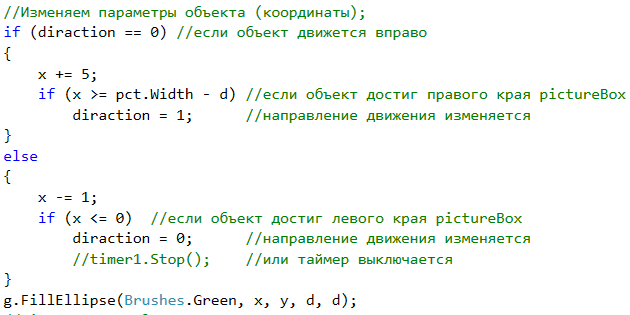 //Изменяем параметры объекта (координаты);
if (diraction == 0) //если объект движется вправо
{
x += 5;
if (x >= pct.Width - d) //если объект достиг правого края pictureBox
diraction = 1; //направление движения изменяется
}
else
{
x -= 1;
if (x <= 0) //если объект достиг левого края pictureBox
diraction = 0; //направление движения изменяется
//timer1.Stop(); //или таймер выключается
}
g.FillEllipse(Brushes.Green, x, y, d, d);